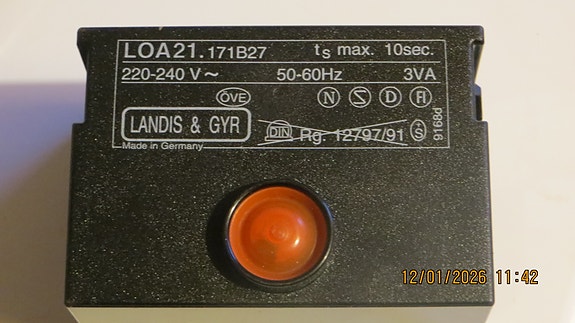 LOA21.171B27 ts max. 10sec.
220-240 V~ 50-60Hz 3VA
ÖVE N S D FI
LANDIS & GYR DIN Rg. 12797/91 S
9168d
Made in Germany
12/01/2026 11:42